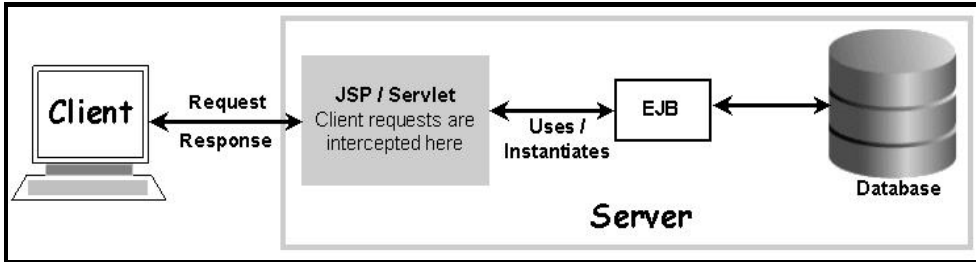 Client
Request
Response
JSP / Servlet
Client requests are
intercepted here
Uses /
Instantiates
EJB
Database
Server